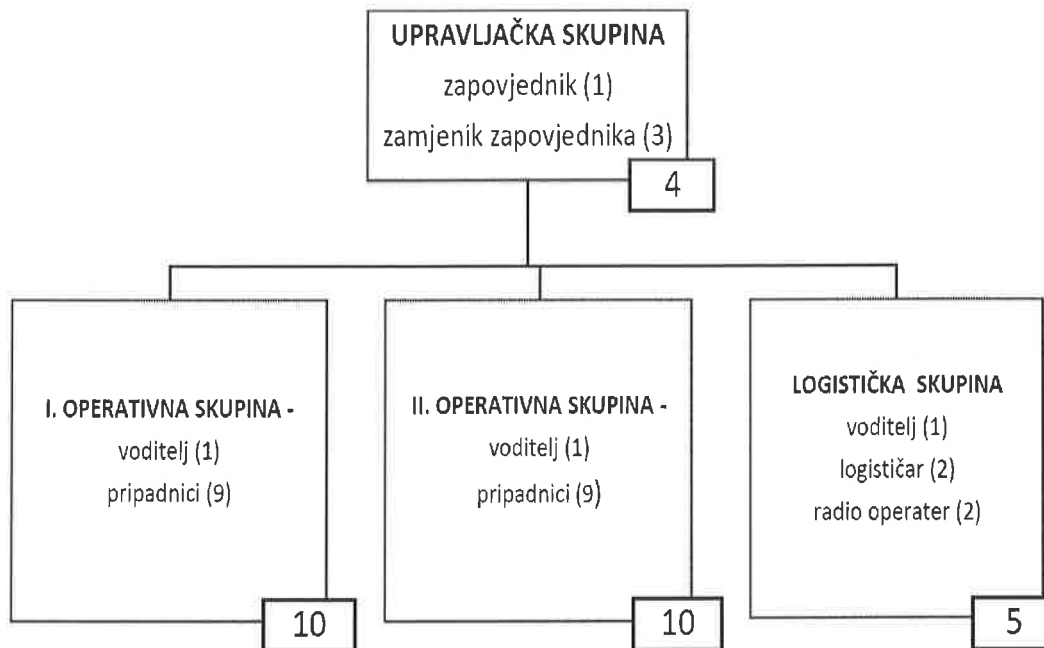 UPRAVLJAČKA SKUPINA
zapovjednik (1)
zamjenik zapovjednika (3)
4
I. OPERATIVNA SKUPINA -
voditelj (1)
pripadnici (9)
10
II. OPERATIVNA SKUPINA -
voditelj (1)
pripadnici (9)
10
LOGISTIČKA SKUPINA
voditelj (1)
logističar (2)
radio operater (2)
5